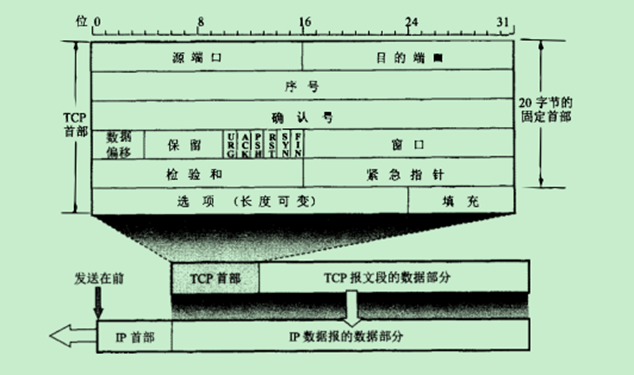 位 0 8 16 24 31
源端口 目的端
序号
TCP 首部
20 字节的固定首部
确认号
数据偏移 保留 URG ACK PSH RST SYN FIN 窗口
检验和 紧急指针
选项 (长度可变) 填充
发送在前
TCP 首部 TCP 报文段的数据部分
IP 首部 IP 数据报的数据部分